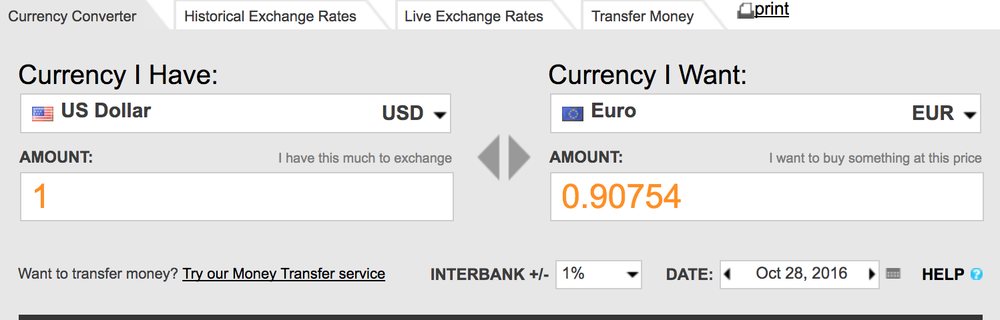 Currency Converter Historical Exchange Rates Live Exchange Rates Transfer Money print
Currency I Have: Currency I Want:
US Dollar USD Euro EUR
AMOUNT: I have this much to exchange AMOUNT: I want to buy something at this price
1 0.90754
Want to transfer money? Try our Money Transfer service INTERBANK +/- 1% DATE: Oct 28, 2016 HELP ?